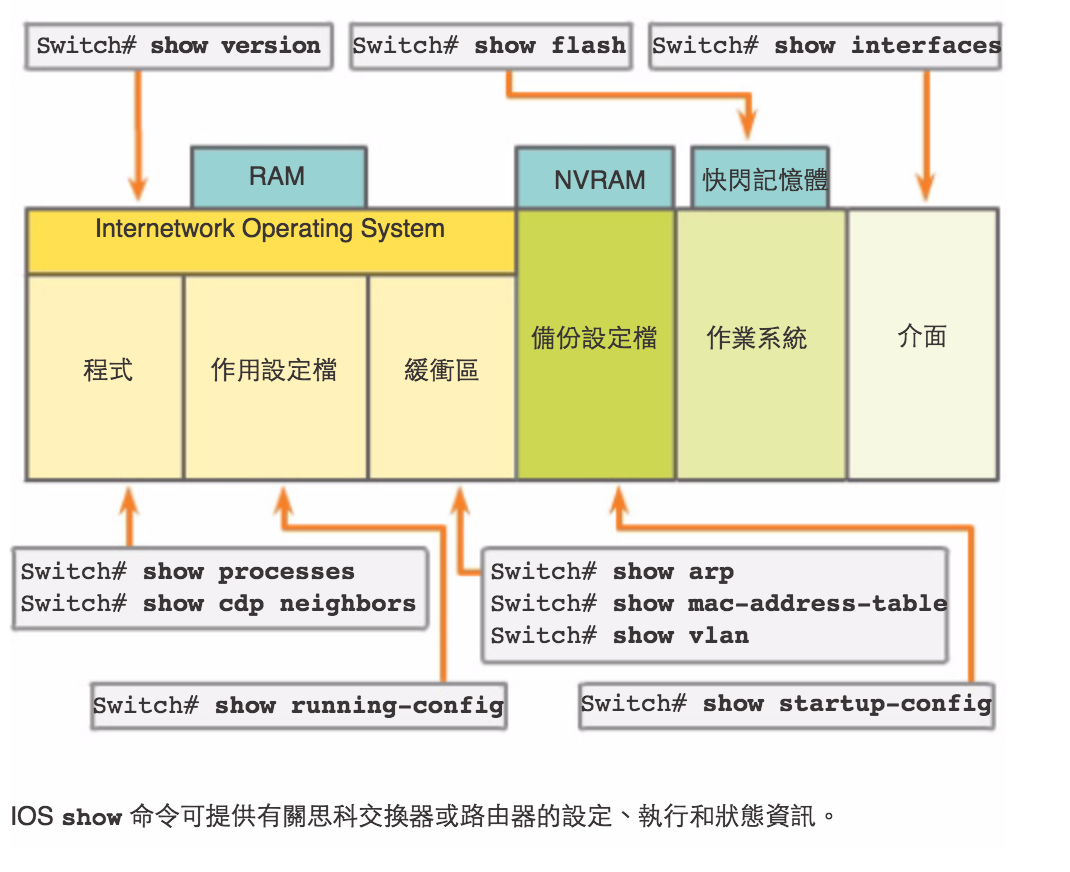 Switch# show version
Switch# show flash
Switch# show interfaces
RAM
NVRAM
快閃記憶體
Internetwork Operating System
程式
作用設定檔
緩衝區
備份設定檔
作業系統
介面
Switch# show processes
Switch# show cdp neighbors
Switch# show arp
Switch# show mac-address-table
Switch# show vlan
Switch# show running-config
Switch# show startup-config
IOS show 命令可提供有關思科交換器或路由器的設定、執行和狀態資訊。